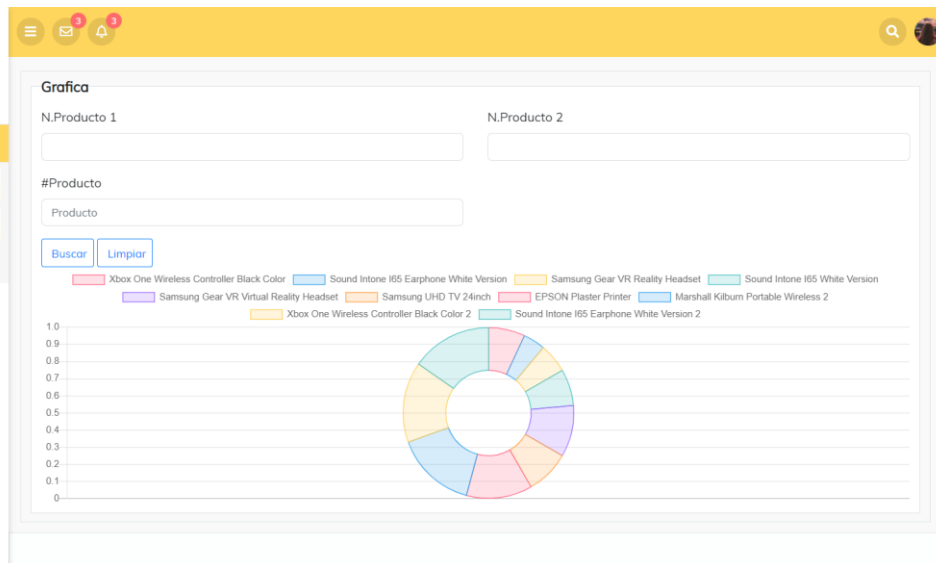 3 3
Grafica
N.Producto 1 N.Producto 2
#Producto
Producto
Buscar Limpiar
Xbox One Wireless Controller Black Color Sound Intone I65 Earphone White Version Samsung Gear VR Reality Headset Sound Intone I65 White Version
Samsung Gear VR Virtual Reality Headset Samsung UHD TV 24inch EPSON Plaster Printer Marshall Kilburn Portable Wireless 2
Xbox One Wireless Controller Black Color 2 Sound Intone I65 Earphone White Version 2
1.0
0.9
0.8
0.7
0.6
0.5
0.4
0.3
0.2
0.1
0